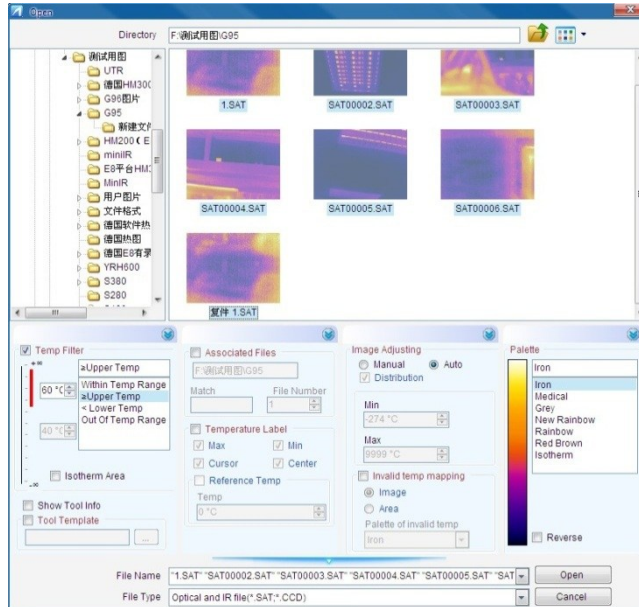 Open
Directory
F:\测试用图\G95
测试用图
UTR
德国HM300
G96图片
G95
新建文件
HM200 ( E
miniIR
E8平台HM
MinIR
用户图片
文件格式
德国软件热
德国热图
德国E8有录
YRH600
S380
S280
1.SAT
SAT00002.SAT
SAT00003.SAT
SAT00004.SAT
SAT00005.SAT
SAT00006.SAT
复件 1.SAT
Temp Filter
+∞
≥Upper Temp
60 °C
Within Temp Range
≥Upper Temp
< Lower Temp
Out Of Temp Range
40 °C
-∞
Isotherm Area
Show Tool Info
Tool Template
...
Associated Files
F:\测试用图\G95
Match
File Number
1
Temperature Label
Max
Min
Cursor
Center
Reference Temp
Temp
0 °C
Image Adjusting
Manual
Auto
Distribution
Min
-274 °C
Max
9999 °C
Invalid temp mapping
Image
Area
Palette of invalid temp
Iron
Palette
Iron
Iron
Medical
Grey
New Rainbow
Rainbow
Red Brown
Isotherm
Reverse
File Name
"1.SAT" "SAT00002.SAT" "SAT00003.SAT" "SAT00004.SAT" "SAT00005.SAT" "SAT
Open
File Type
Optical and IR file(*.SAT;*.CCD)
Cancel